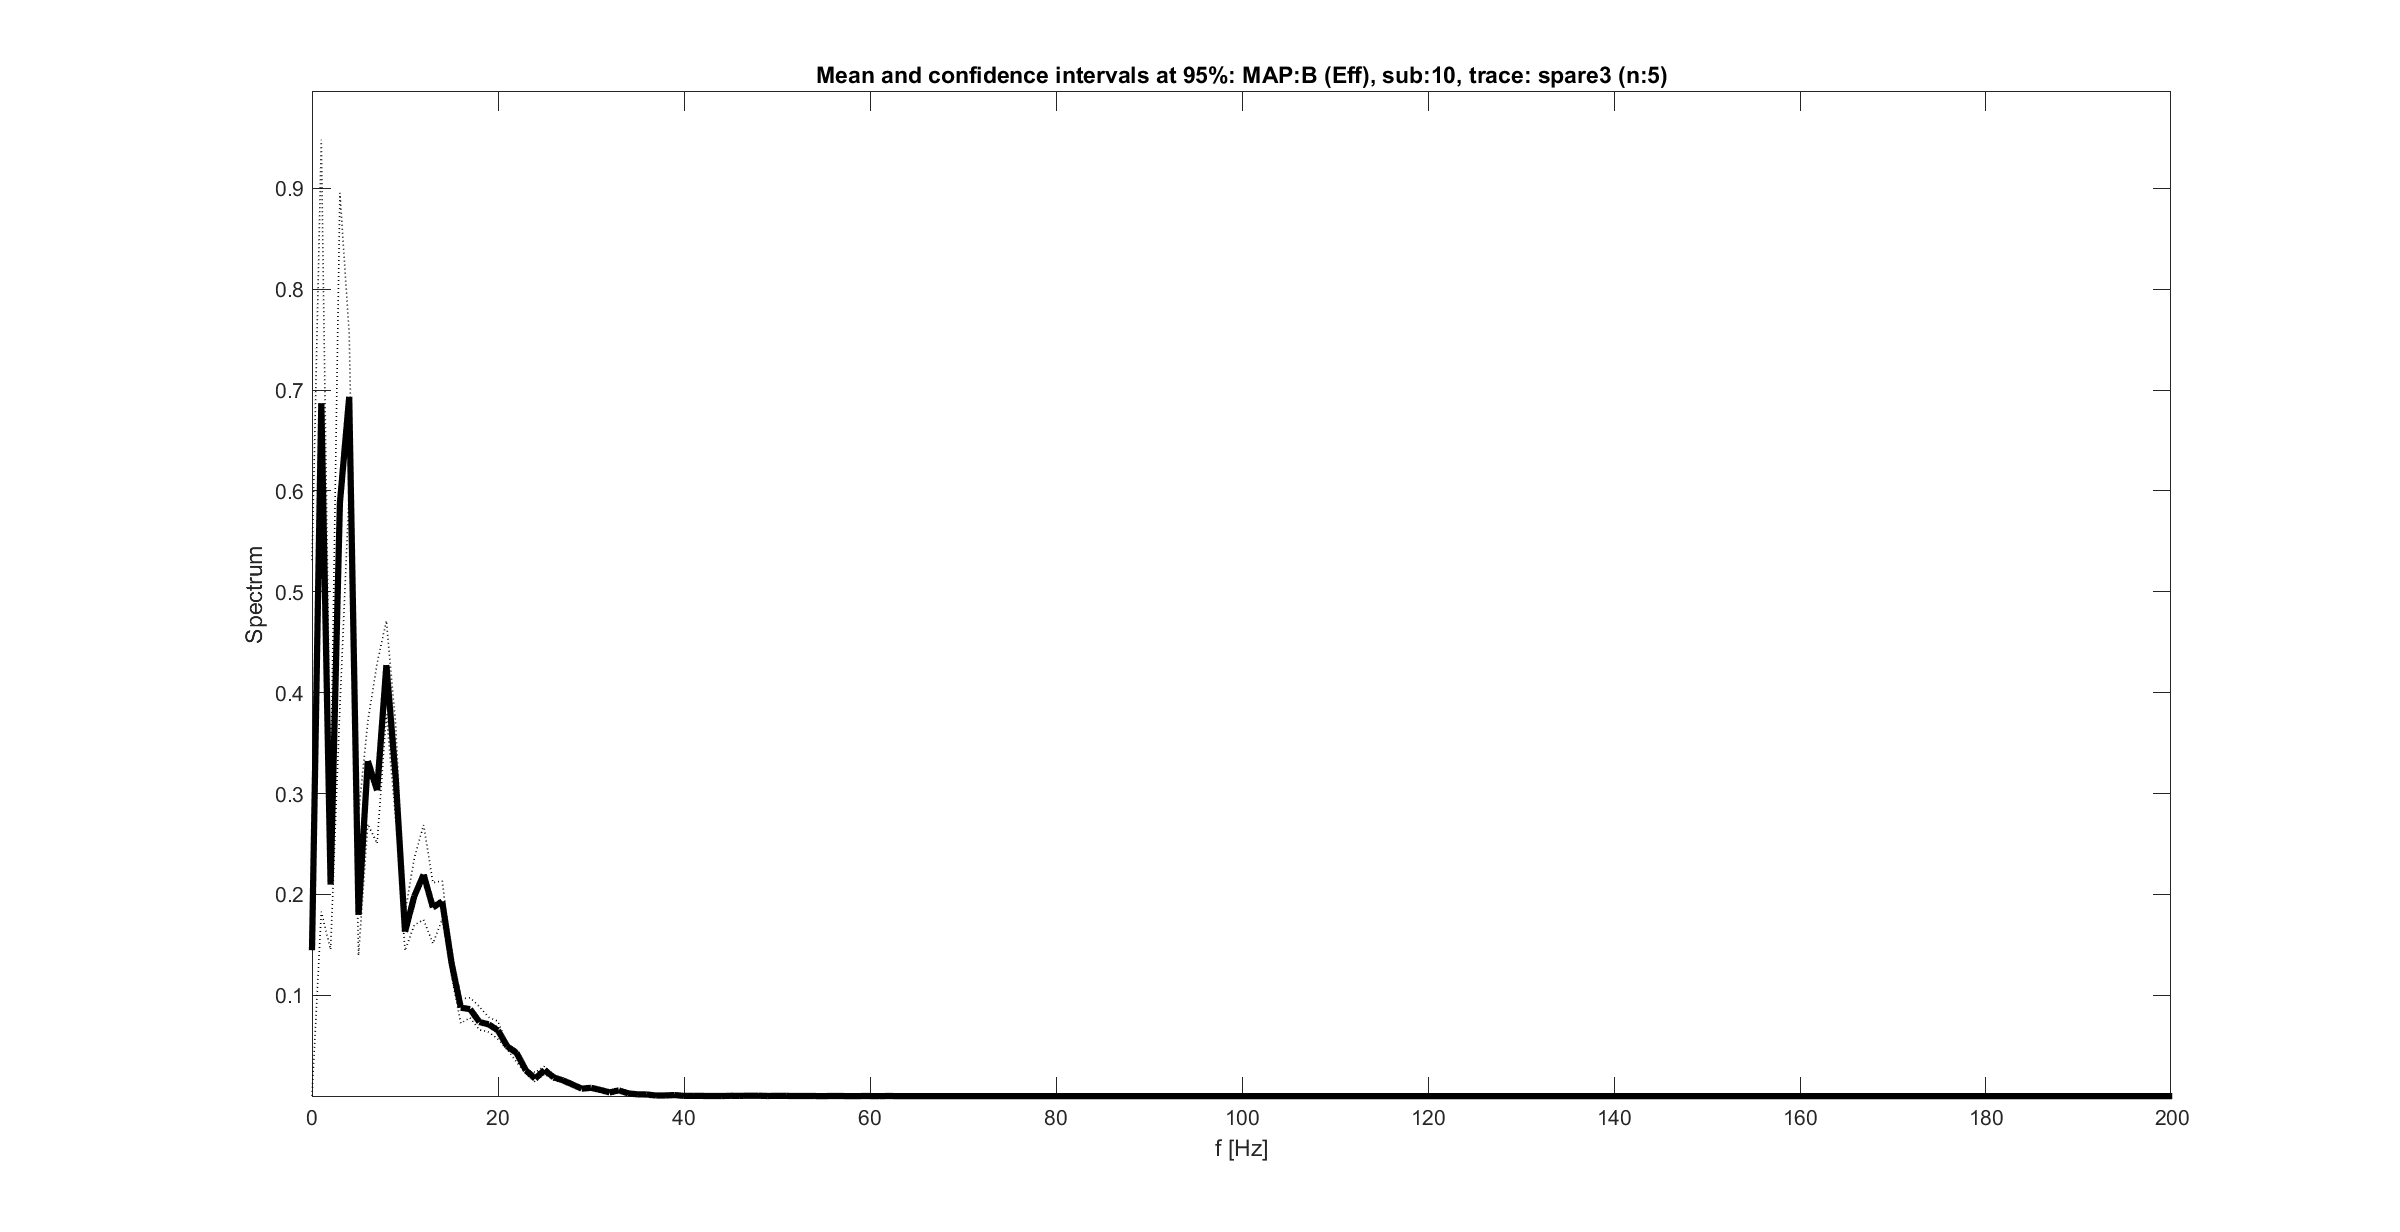 Mean and confidence intervals at 95%: MAP:B (Eff), sub:10, trace: spare3 (n:5)
0.9
0.8
0.7
0.6
0.5
0.4
0.3
0.2
0.1
Spectrum
0 20 40 60 80 100 120 140 160 180 200
f [Hz]